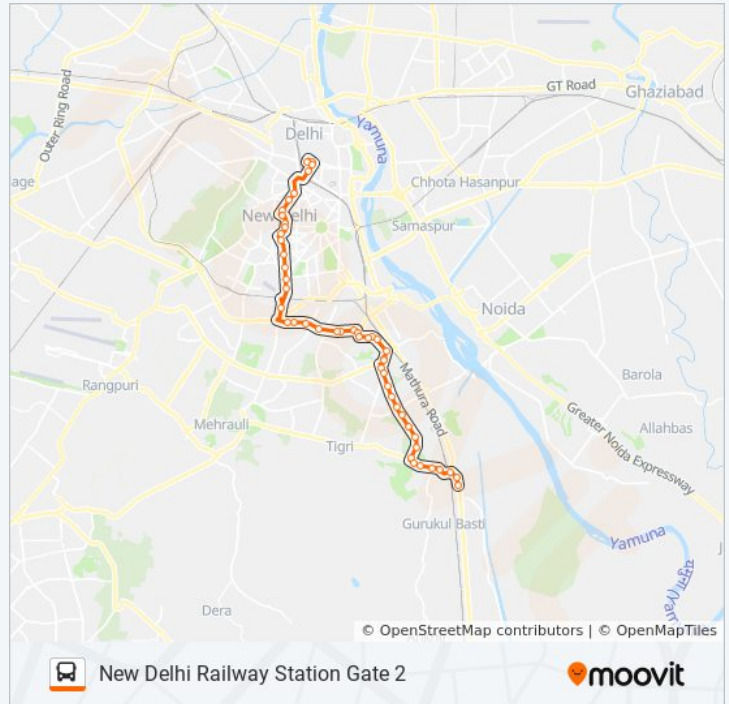 Outer Ring Road
GT Road
Ghaziabad
Delhi
Yamuna
age
Chhota Hasanpur
New Delhi
Samaspur
Noida
Rangpuri
Mathura Road
Barola
Mehrauli
Greater Noida Expressway
Allahbas
Tigri
Gurukul Basti
Yamuna
J
Dera
© OpenStreetMap contributors | © OpenMapTiles
New Delhi Railway Station Gate 2
moovit